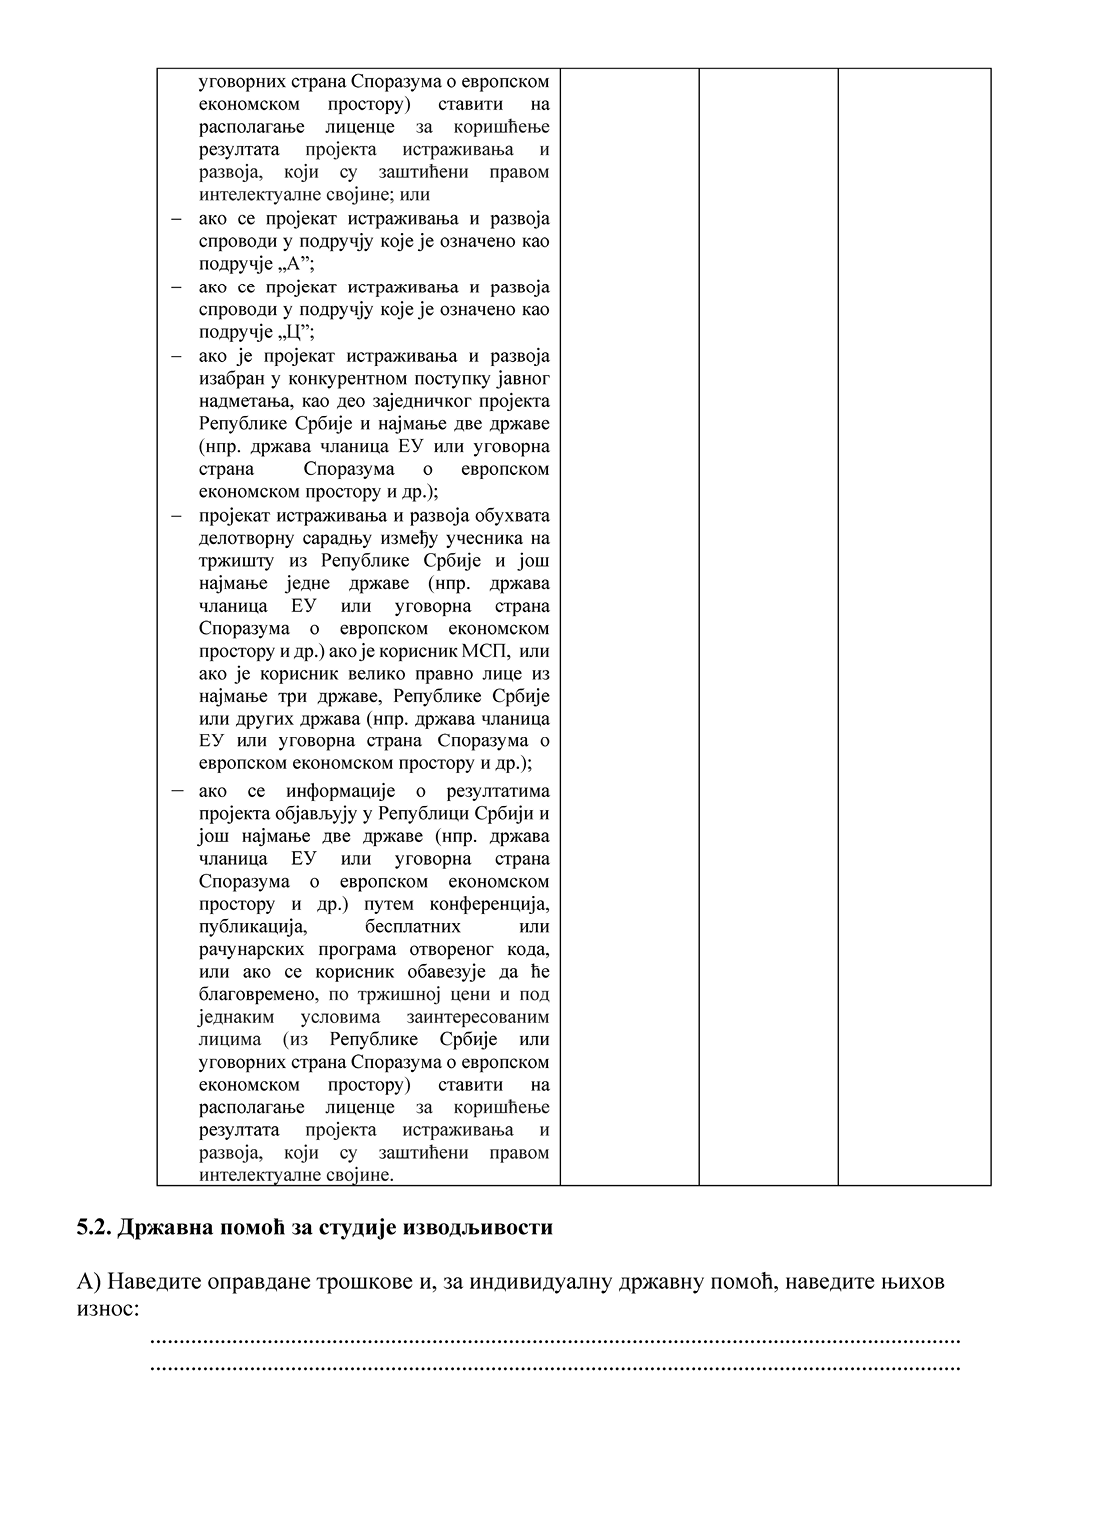 уговорних страна Споразума о европском
економском простору) ставити на
располагање лиценце за коришћење
резултата пројекта истраживања и
развоја, који су заштићени правом
интелектуалне својине; или
– ако се пројекат истраживања и развоја
спроводи у подручју које је означено као
подручје „А”;
– ако се пројекат истраживања и развоја
спроводи у подручју које је означено као
подручје „Ц”;
– ако је пројекат истраживања и развоја
изабран у конкурентном поступку јавног
надметања, као део заједничког пројекта
Републике Србије и најмање две државе
(нпр. држава чланица ЕУ или уговорна
страна Споразума о европском
економском простору и др.);
– пројекат истраживања и развоја обухвата
делотворну сарадњу између учесника на
тржишту из Републике Србије и још
најмање једне државе (нпр. држава
чланица ЕУ или уговорна страна
Споразума о европском економском
простору и др.) ако је корисник МСП, или
ако је корисник велико правно лице из
најмање три државе, Републике Србије
или других држава (нпр. држава чланица
ЕУ или уговорна страна Споразума о
европском економском простору и др.);
– ако се информације о резултатима
пројекта објављују у Републици Србији и
још најмање две државе (нпр. држава
чланица ЕУ или уговорна страна
Споразума о европском економском
простору и др.) путем конференција,
публикација, бесплатних или
рачунарских програма отвореног кода,
или ако се корисник обавезује да ће
благовремено, по тржишној цени и под
једнаким условима заинтересованим
лицима (из Републике Србије или
уговорних страна Споразума о европском
економском простору) ставити на
располагање лиценце за коришћење
резултата пројекта истраживања и
развоја, који су заштићени правом
интелектуалне својине.
5.2. Државна помоћ за студије изводљивости
А) Наведите оправдане трошкове и, за индивидуалну државну помоћ, наведите њихов
износ:
..........................................................................................................................................
..........................................................................................................................................